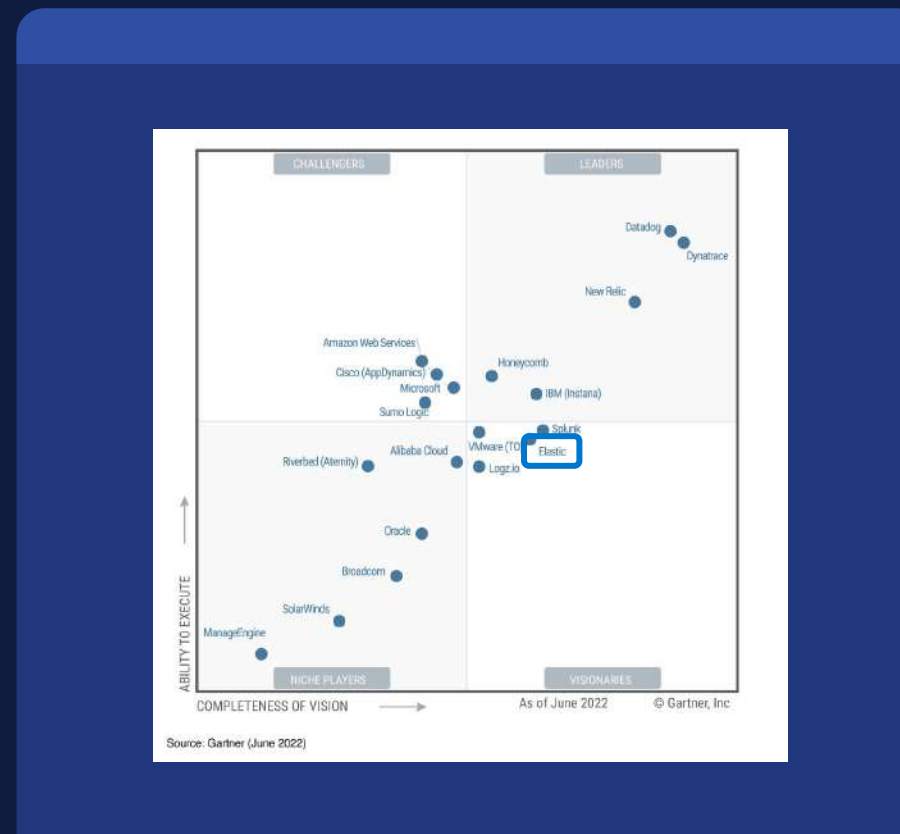 CHALLENGERS
LEADERS
Datadog
Dynatrace
New Relic
Amazon Web Services
Honeycomb
Cisco (AppDynamics)
Microsoft
IBM (Instana)
Sumo Logic
Splunk
VMware (TO
Elastic
Alibaba Cloud
Riverbed (Aternity)
Logz.io
Oracle
Broadcom
SolarWinds
ManageEngine
ABILITY TO EXECUTE
NICHE PLAYERS
VISIONARIES
COMPLETENESS OF VISION
As of June 2022
© Gartner, Inc
Source: Gartner (June 2022)